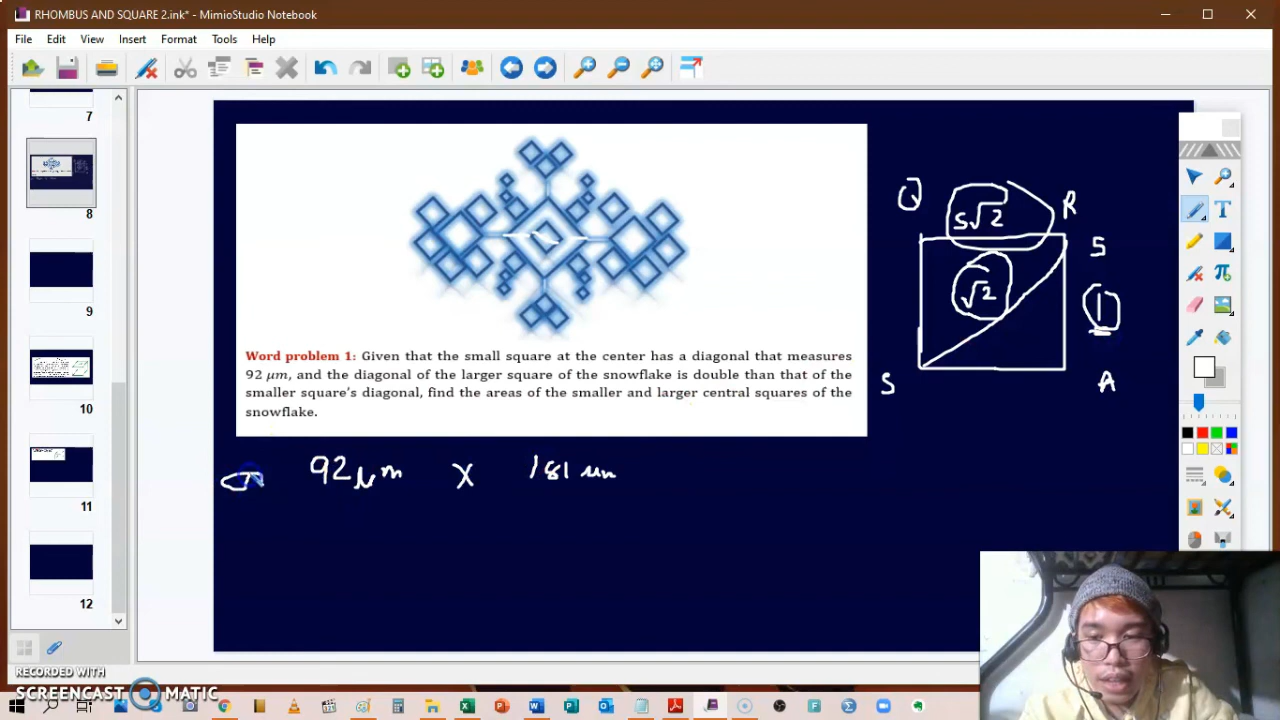 RHOMBUS AND SQUARE 2.ink* - MimioStudio Notebook
File Edit View Insert Format Tools Help
7
8
9
10
11
12
Q S√2 R
S
√2
1
S A
Word problem 1: Given that the small square at the center has a diagonal that measures
92 μm, and the diagonal of the larger square of the snowflake is double than that of the
smaller square's diagonal, find the areas of the smaller and larger central squares of the
snowflake.
92 μm X 181 um
RECORDED WITH
SCREENCAST MATIC